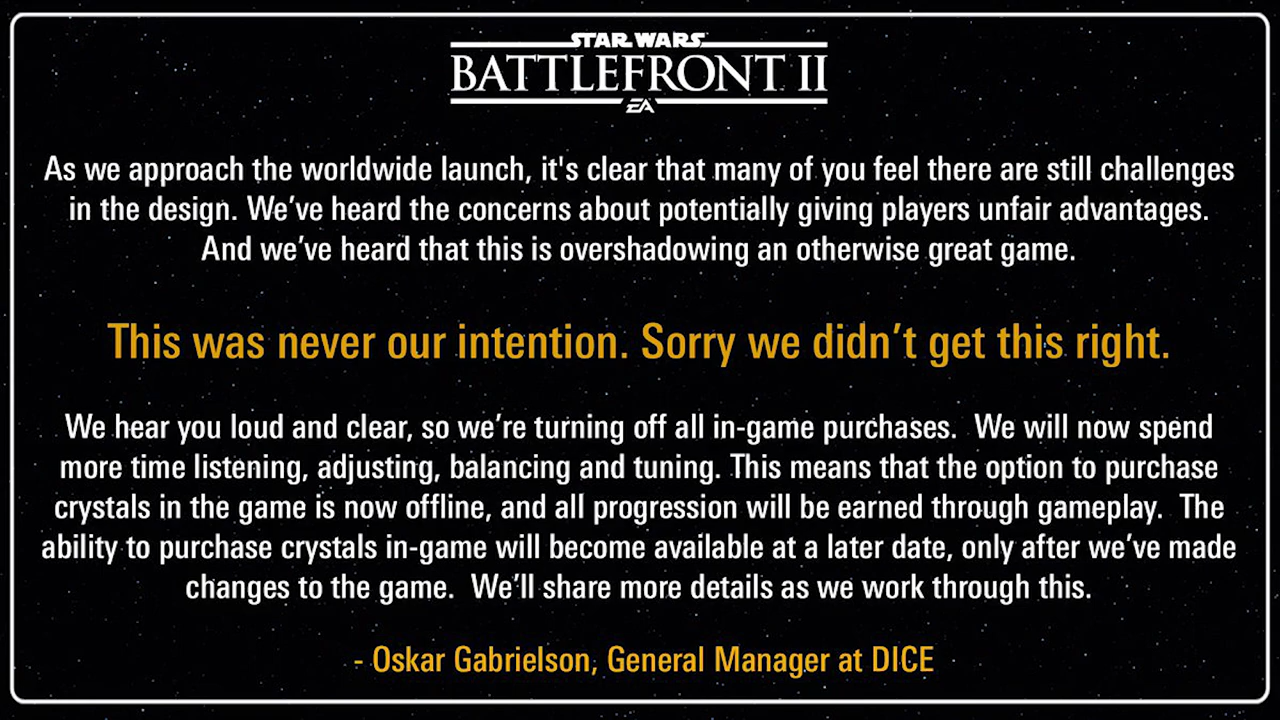 STAR WARS
BATTLEFRONT II
EA
As we approach the worldwide launch, it's clear that many of you feel there are still challenges
in the design. We’ve heard the concerns about potentially giving players unfair advantages.
And we’ve heard that this is overshadowing an otherwise great game.
This was never our intention. Sorry we didn’t get this right.
We hear you loud and clear, so we’re turning off all in-game purchases.  We will now spend
more time listening, adjusting, balancing and tuning. This means that the option to purchase
crystals in the game is now offline, and all progression will be earned through gameplay.  The
ability to purchase crystals in-game will become available at a later date, only after we’ve made
changes to the game.  We’ll share more details as we work through this.
- Oskar Gabrielson, General Manager at DICE